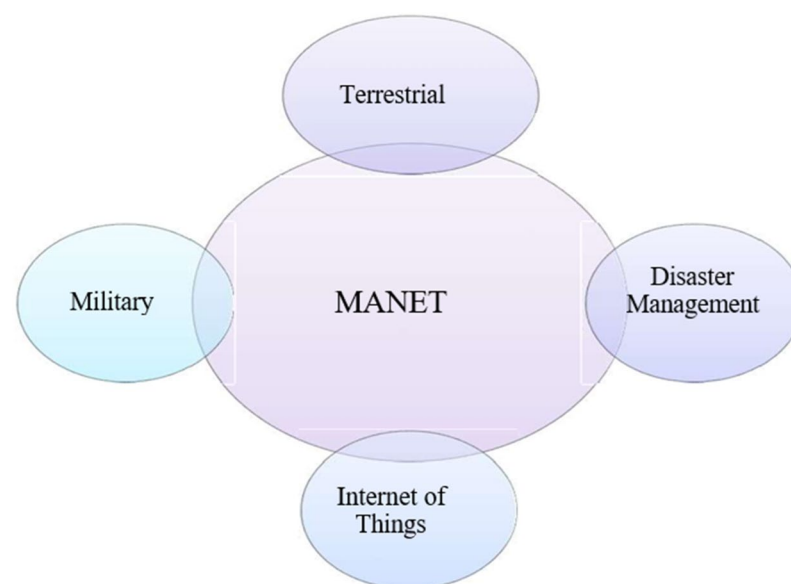 Terrestrial
Military
MANET
Disaster
Management
Internet of
Things